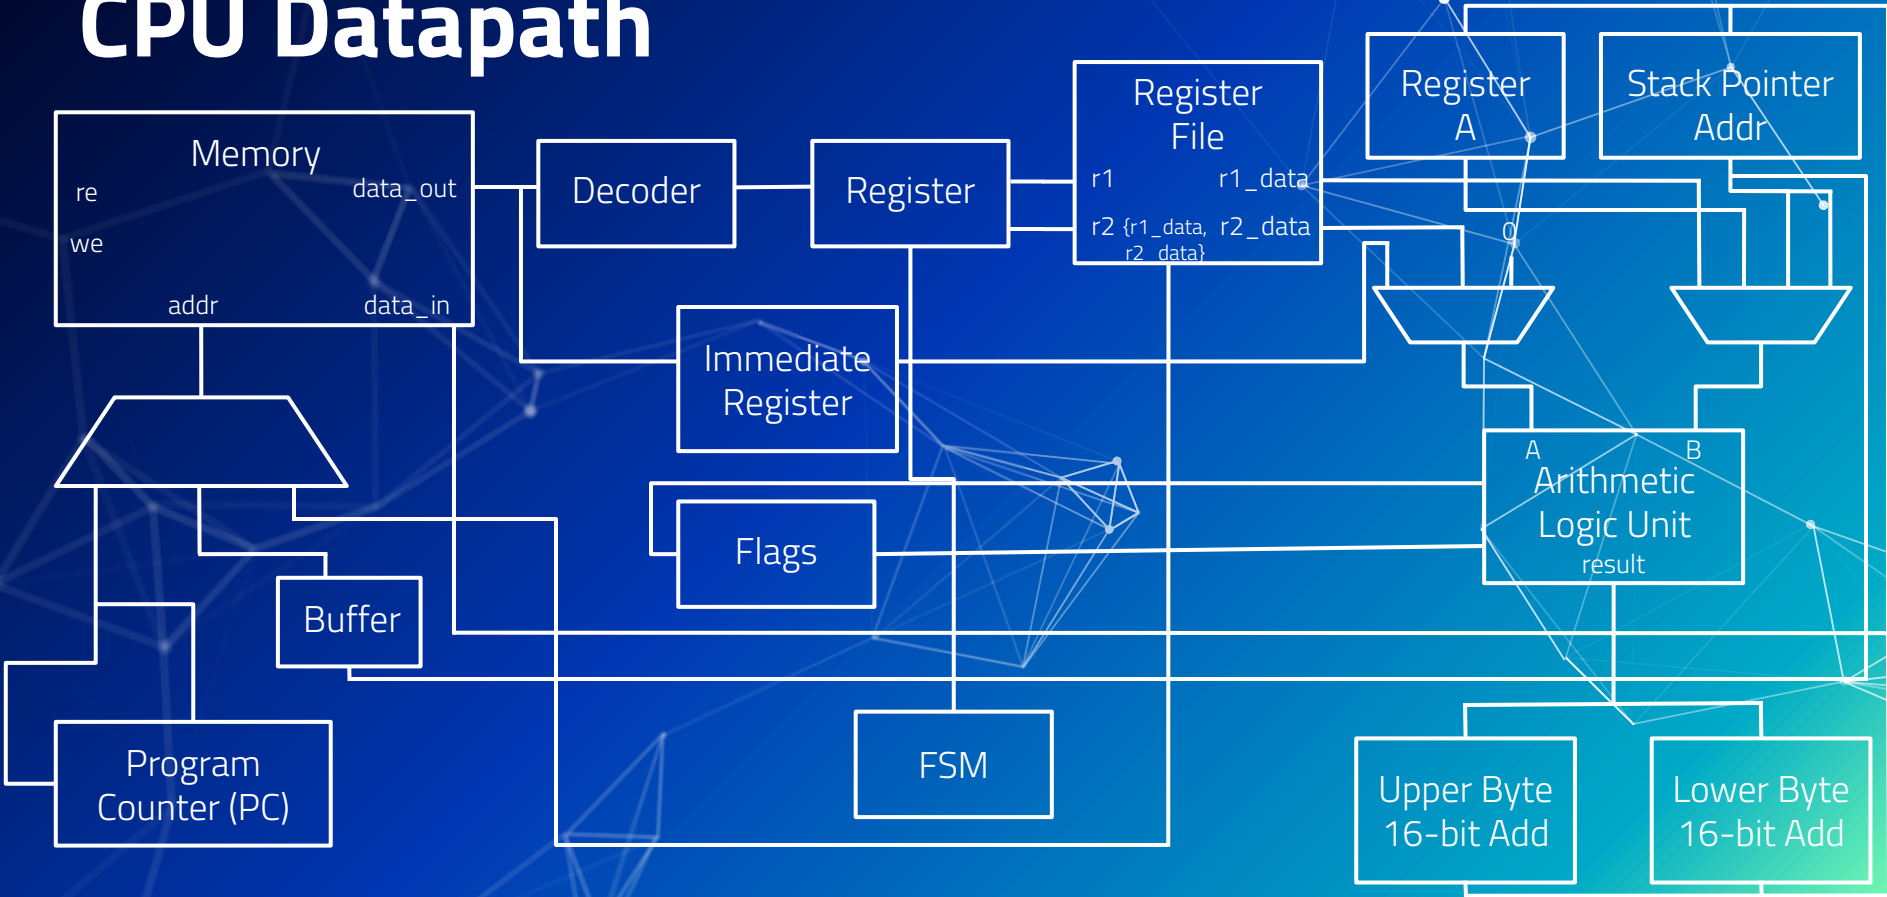 CPU Datapath
Memory
re
data_out
we
addr
data_in
Decoder
Register
Register
File
r1
r1_data
r2
{r1_data,
r2_data}
r2_data
Register
A
Stack Pointer
Addr
0
Immediate
Register
A
B
Arithmetic
Logic Unit
result
Flags
Buffer
Program
Counter (PC)
FSM
Upper Byte
16-bit Add
Lower Byte
16-bit Add